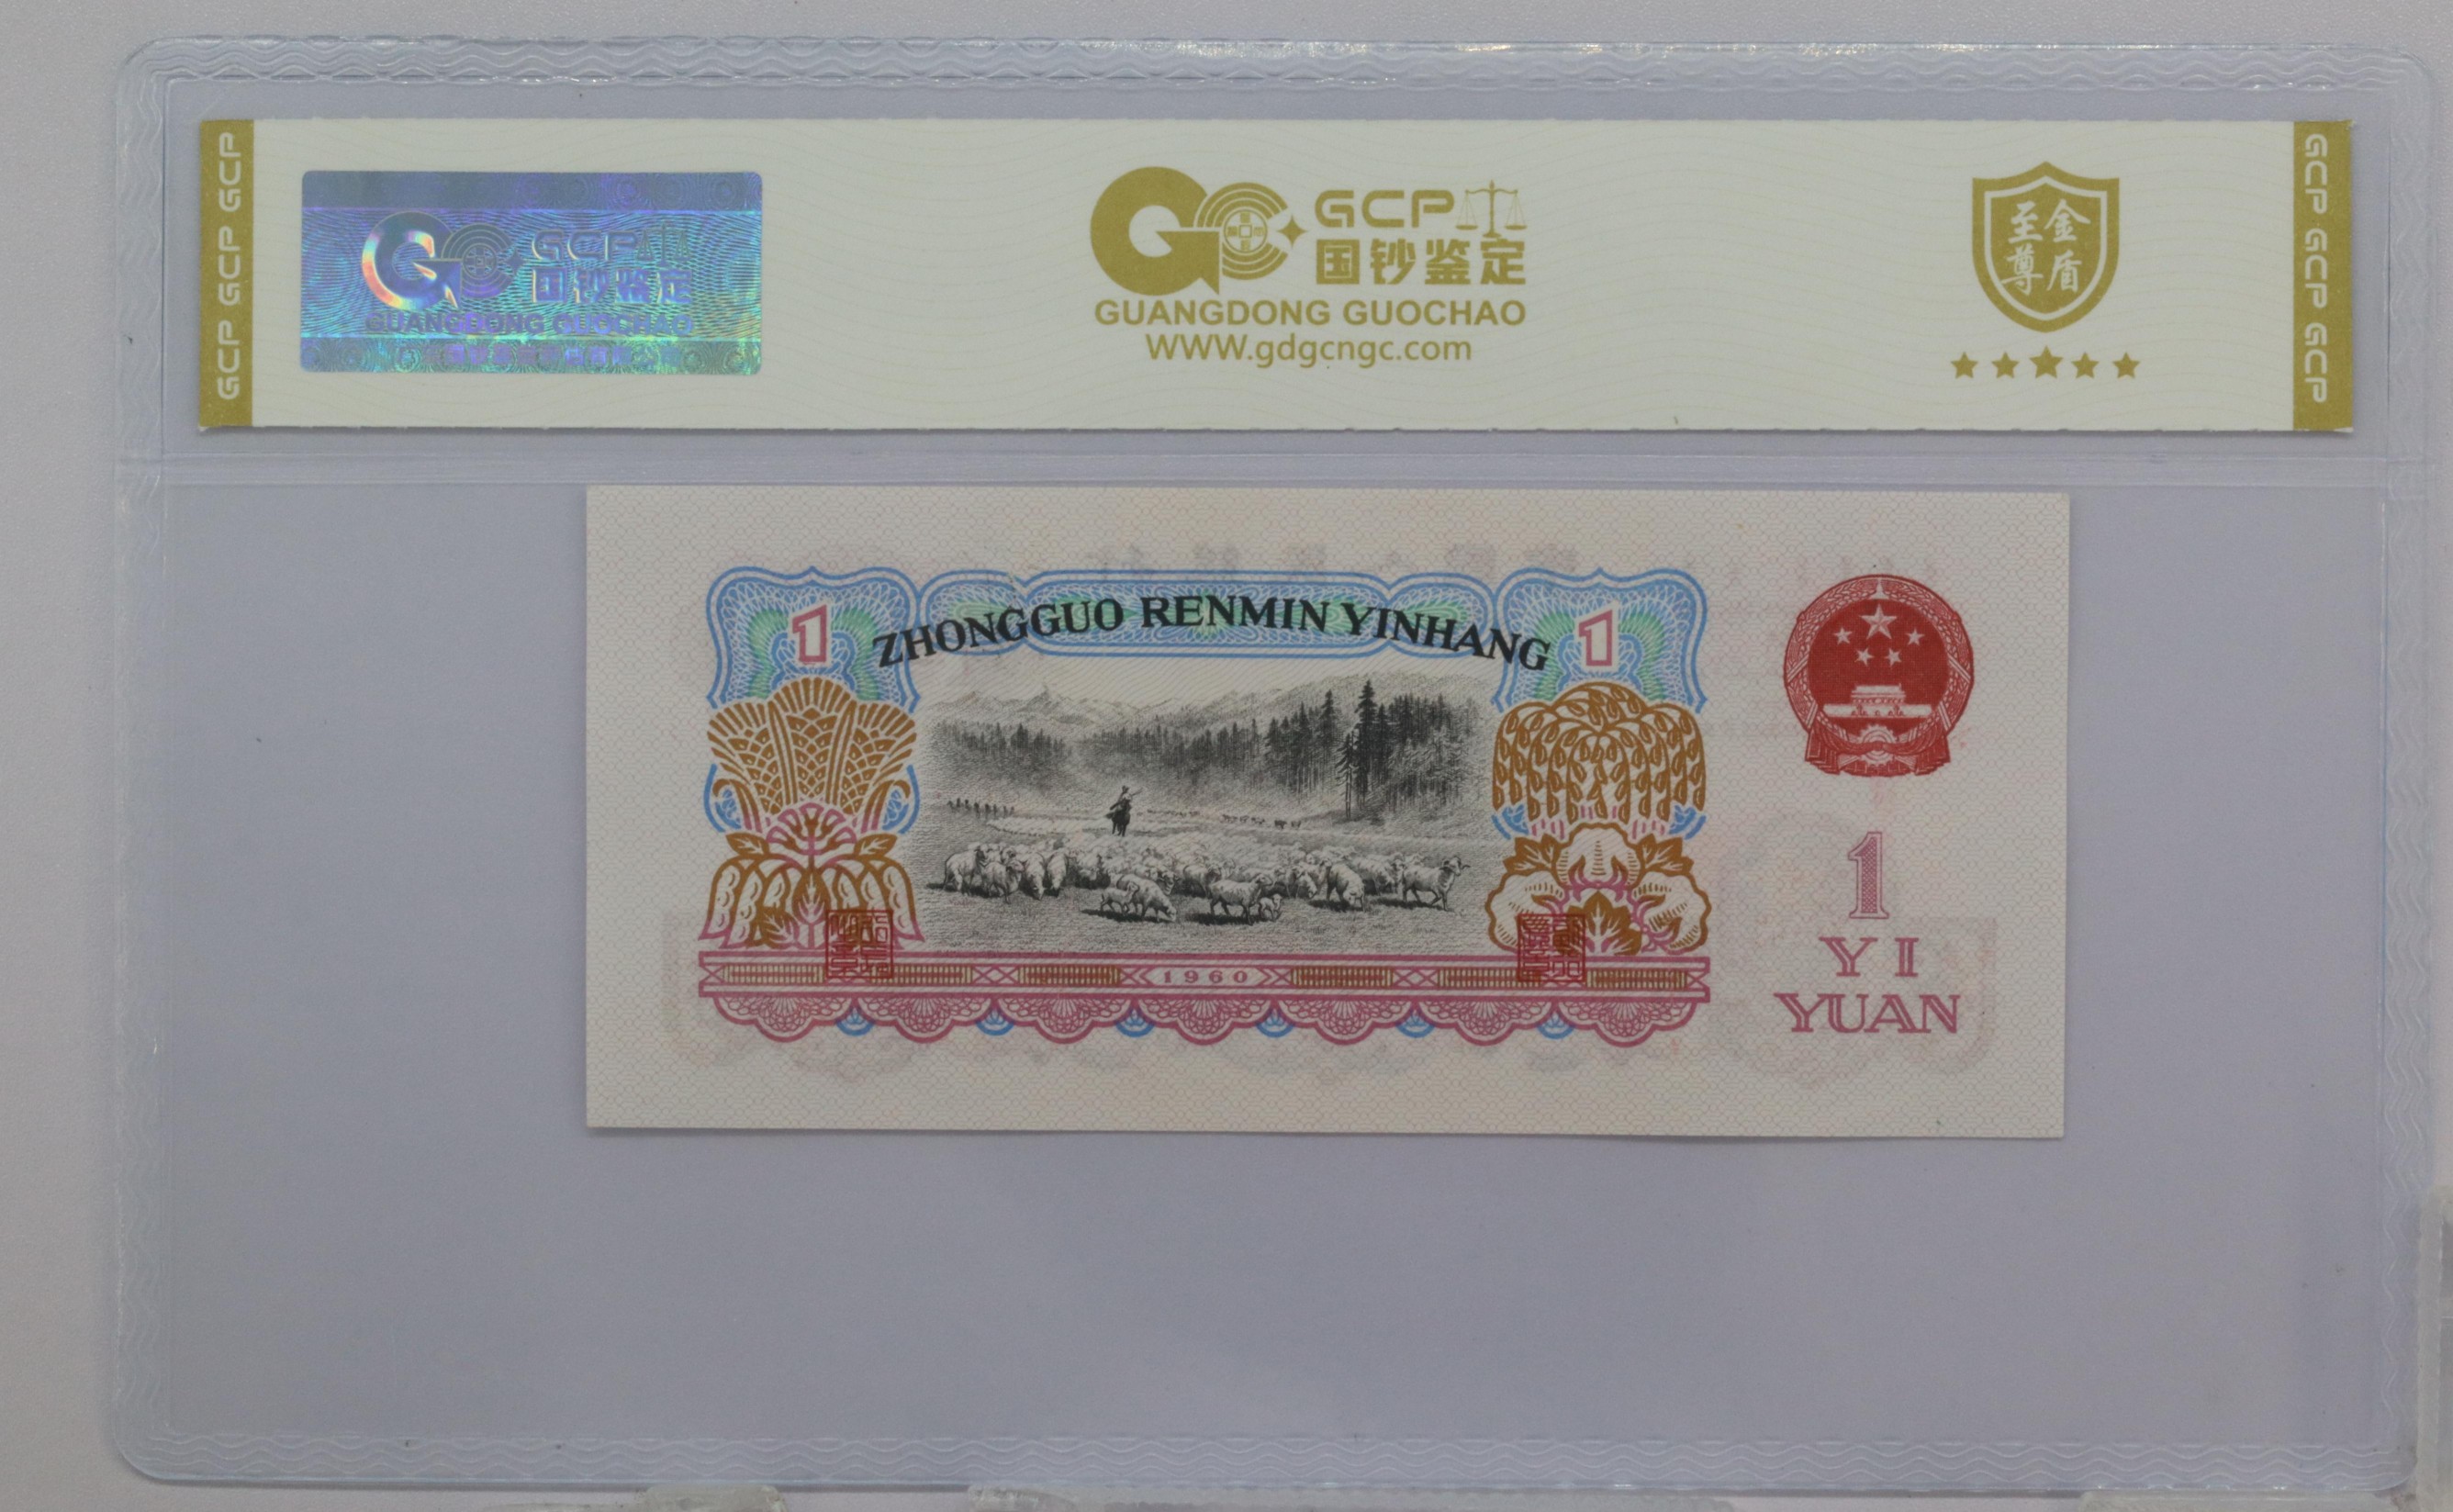 GCP GCP GCP
GCP
国钞鉴定
GUANGDONG GUOCHAO
GCP
国钞鉴定
GUANGDONG GUOCHAO
www.gdgcngc.com
至尊
金盾
GCP GCP GCP
ZHONGGUO RENMIN YINHANG
1
1
1960
1
YI
YUAN